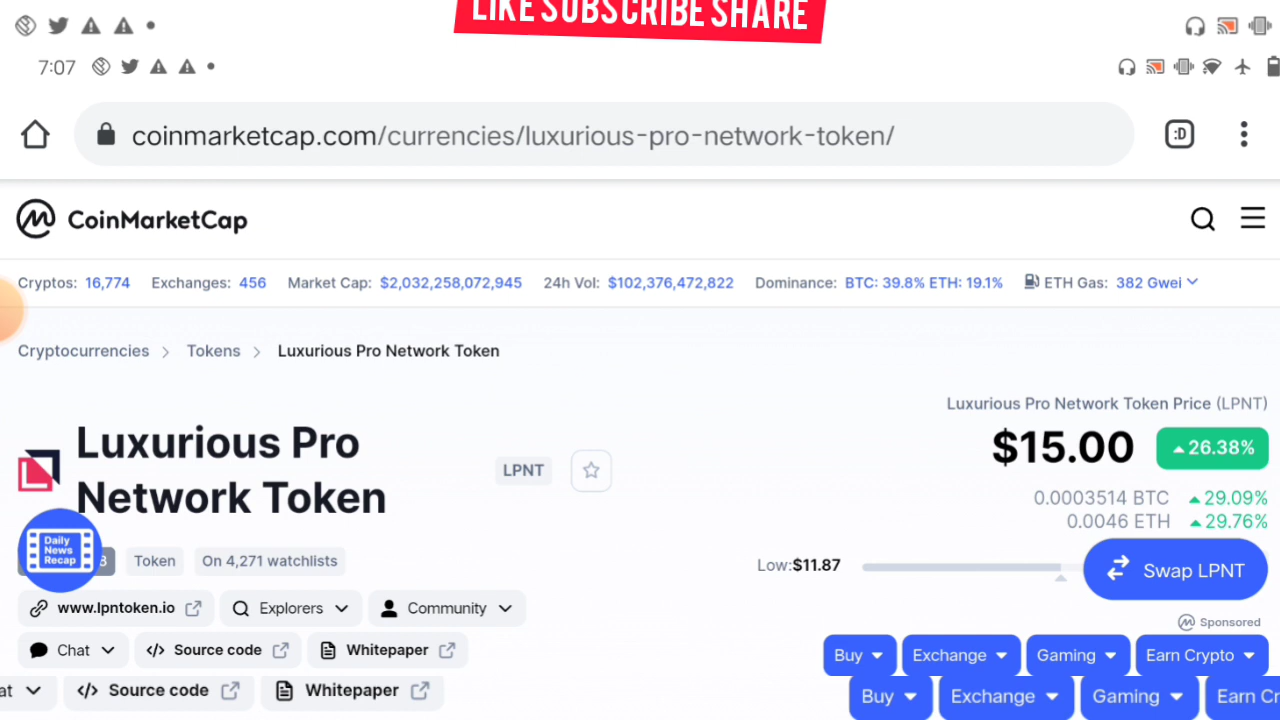 LIKE SUBSCRIBE SHARE
7:07
coinmarketcap.com/currencies/luxurious-pro-network-token/
:D
CoinMarketCap
Cryptos: 16,774 Exchanges: 456 Market Cap: $2,032,258,072,945 24h Vol: $102,376,472,822 Dominance: BTC: 39.8% ETH: 19.1% ETH Gas: 382 Gwei
Cryptocurrencies > Tokens > Luxurious Pro Network Token
Luxurious Pro Network Token Price (LPNT)
Luxurious Pro
Network Token
LPNT
$15.00 26.38%
0.0003514 BTC 29.09%
0.0046 ETH 29.76%
Daily
News
Recap
3 Token On 4,271 watchlists
Low:$11.87
Swap LPNT
www.lpntoken.io Explorers Community
Sponsored
Chat Source code Whitepaper
Buy Exchange Gaming Earn Crypto
at Source code Whitepaper
Buy Exchange Gaming Earn Cr